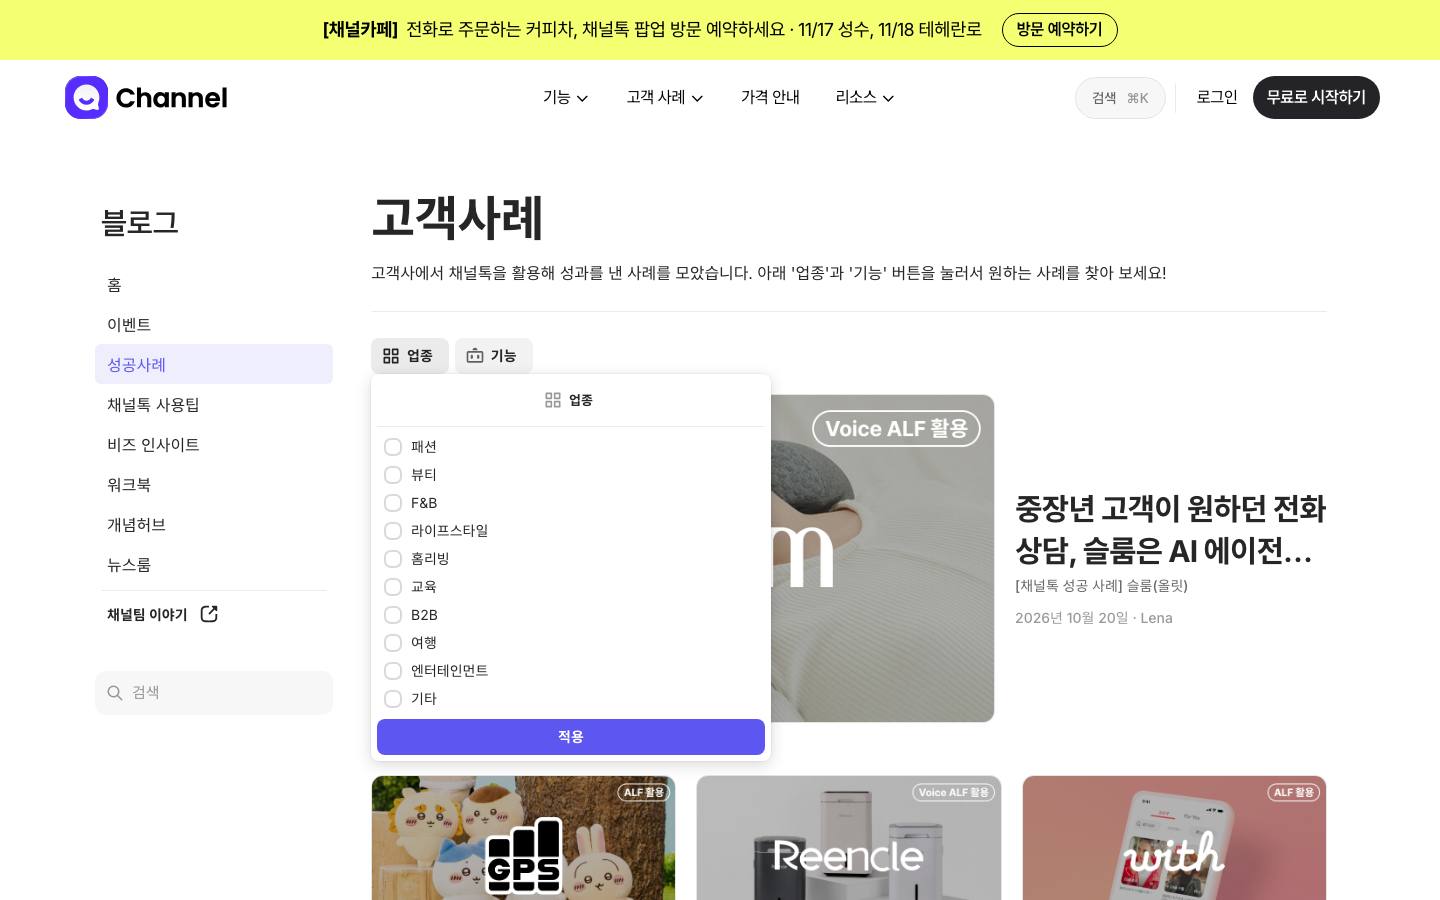 [채널카페] 전화로 주문하는 커피차, 채널톡 팝업 방문 예약하세요 · 11/17 성수, 11/18 테헤란로 방문 예약하기
Channel 기능 고객 사례 가격 안내 리소스 검색 ⌘K 로그인 무료로 시작하기
블로그
홈
이벤트
성공사례
채널톡 사용팁
비즈 인사이트
워크북
개념허브
뉴스룸
채널팀 이야기
검색
고객사례
고객사에서 채널톡을 활용해 성과를 낸 사례를 모았습니다. 아래 '업종'과 '기능' 버튼을 눌러서 원하는 사례를 찾아 보세요!
업종 기능
업종
패션
뷰티
F&B
라이프스타일
홈리빙
교육
B2B
여행
엔터테인먼트
기타
적용
Voice ALF 활용
m
중장년 고객이 원하던 전화
상담, 슬룸은 AI 에이전...
[채널톡 성공 사례] 슬룸(올릿)
2026년 10월 20일 · Lena
ALF 활용
GPS
Voice ALF 활용
Reencle
ALF 활용
with